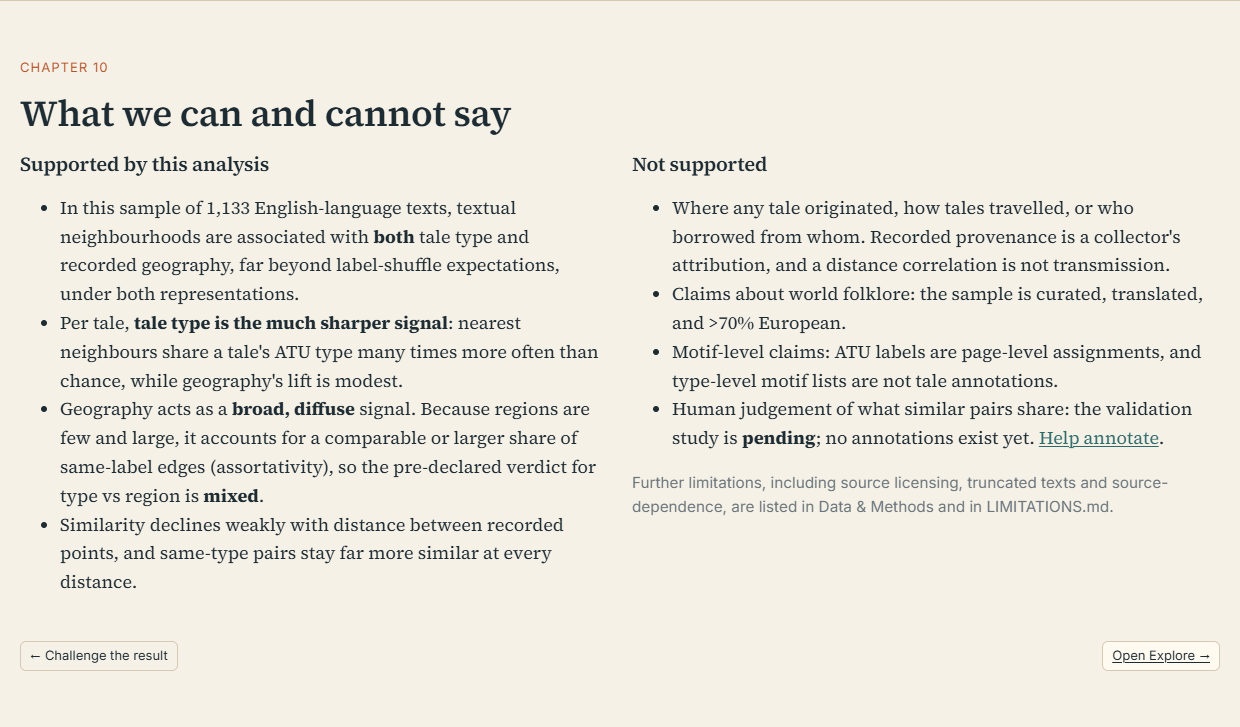 CHAPTER 10
What we can and cannot say
Supported by this analysis
In this sample of 1,133 English-language texts, textual
neighbourhoods are associated with both tale type and
recorded geography, far beyond label-shuffle expectations,
under both representations.
Per tale, tale type is the much sharper signal: nearest
neighbours share a tale's ATU type many times more often than
chance, while geography's lift is modest.
Geography acts as a broad, diffuse signal. Because regions are
few and large, it accounts for a comparable or larger share of
same-label edges (assortativity), so the pre-declared verdict for
type vs region is mixed.
Similarity declines weakly with distance between recorded
points, and same-type pairs stay far more similar at every
distance.
Not supported
Where any tale originated, how tales travelled, or who
borrowed from whom. Recorded provenance is a collector's
attribution, and a distance correlation is not transmission.
Claims about world folklore: the sample is curated, translated,
and >70% European.
Motif-level claims: ATU labels are page-level assignments, and
type-level motif lists are not tale annotations.
Human judgement of what similar pairs share: the validation
study is pending; no annotations exist yet. Help annotate.
Further limitations, including source licensing, truncated texts and source-
dependence, are listed in Data & Methods and in LIMITATIONS.md.
← Challenge the result
Open Explore →